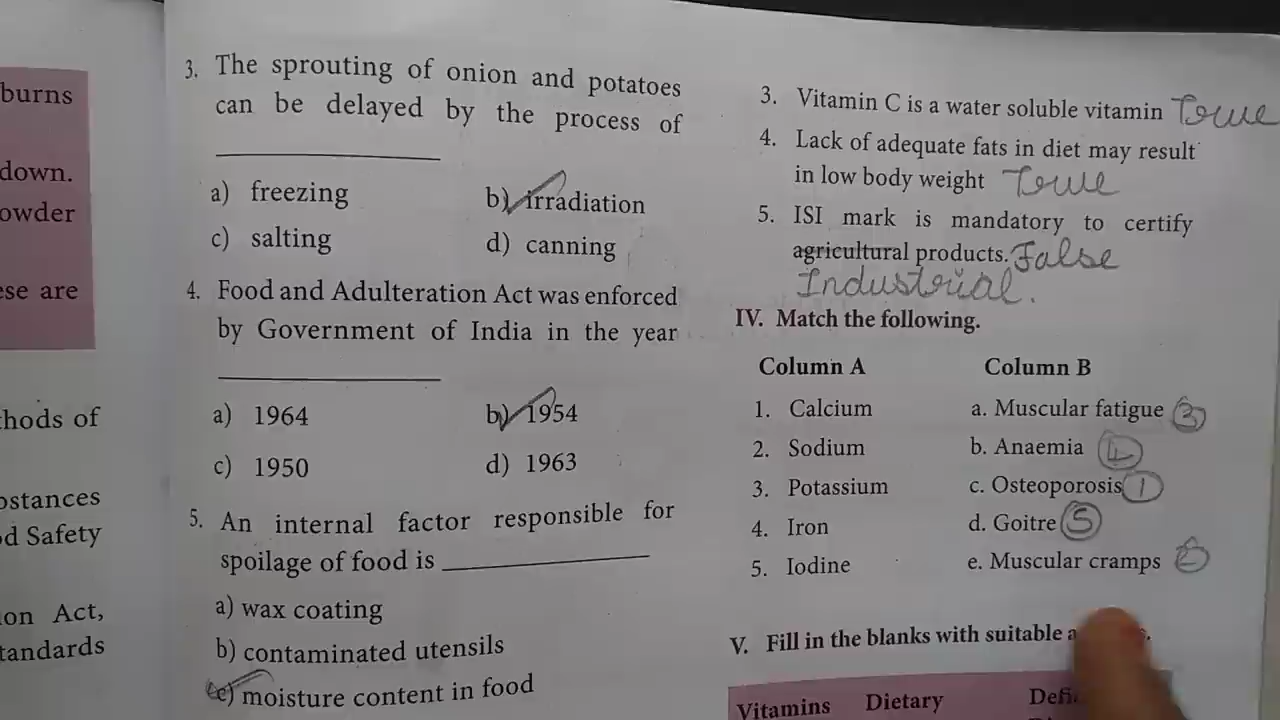 burns
down.
owder
ese are
hods of
ostances
d Safety
on Act,
tandards
3. The sprouting of onion and potatoes
can be delayed by the process of
a) freezing b) irradiation
c) salting d) canning
4. Food and Adulteration Act was enforced
by Government of India in the year
a) 1964 b) 1954
c) 1950 d) 1963
5. An internal factor responsible for
spoilage of food is
a) wax coating
b) contaminated utensils
c) moisture content in food
3. Vitamin C is a water soluble vitamin True
4. Lack of adequate fats in diet may result
in low body weight True
5. ISI mark is mandatory to certify
agricultural products. False
Industrial.
IV. Match the following.
Column A Column B
1. Calcium a. Muscular fatigue 3
2. Sodium b. Anaemia 4
3. Potassium c. Osteoporosis 1
4. Iron d. Goitre 5
5. Iodine e. Muscular cramps 2
V. Fill in the blanks with suitable
Vitamins Dietary